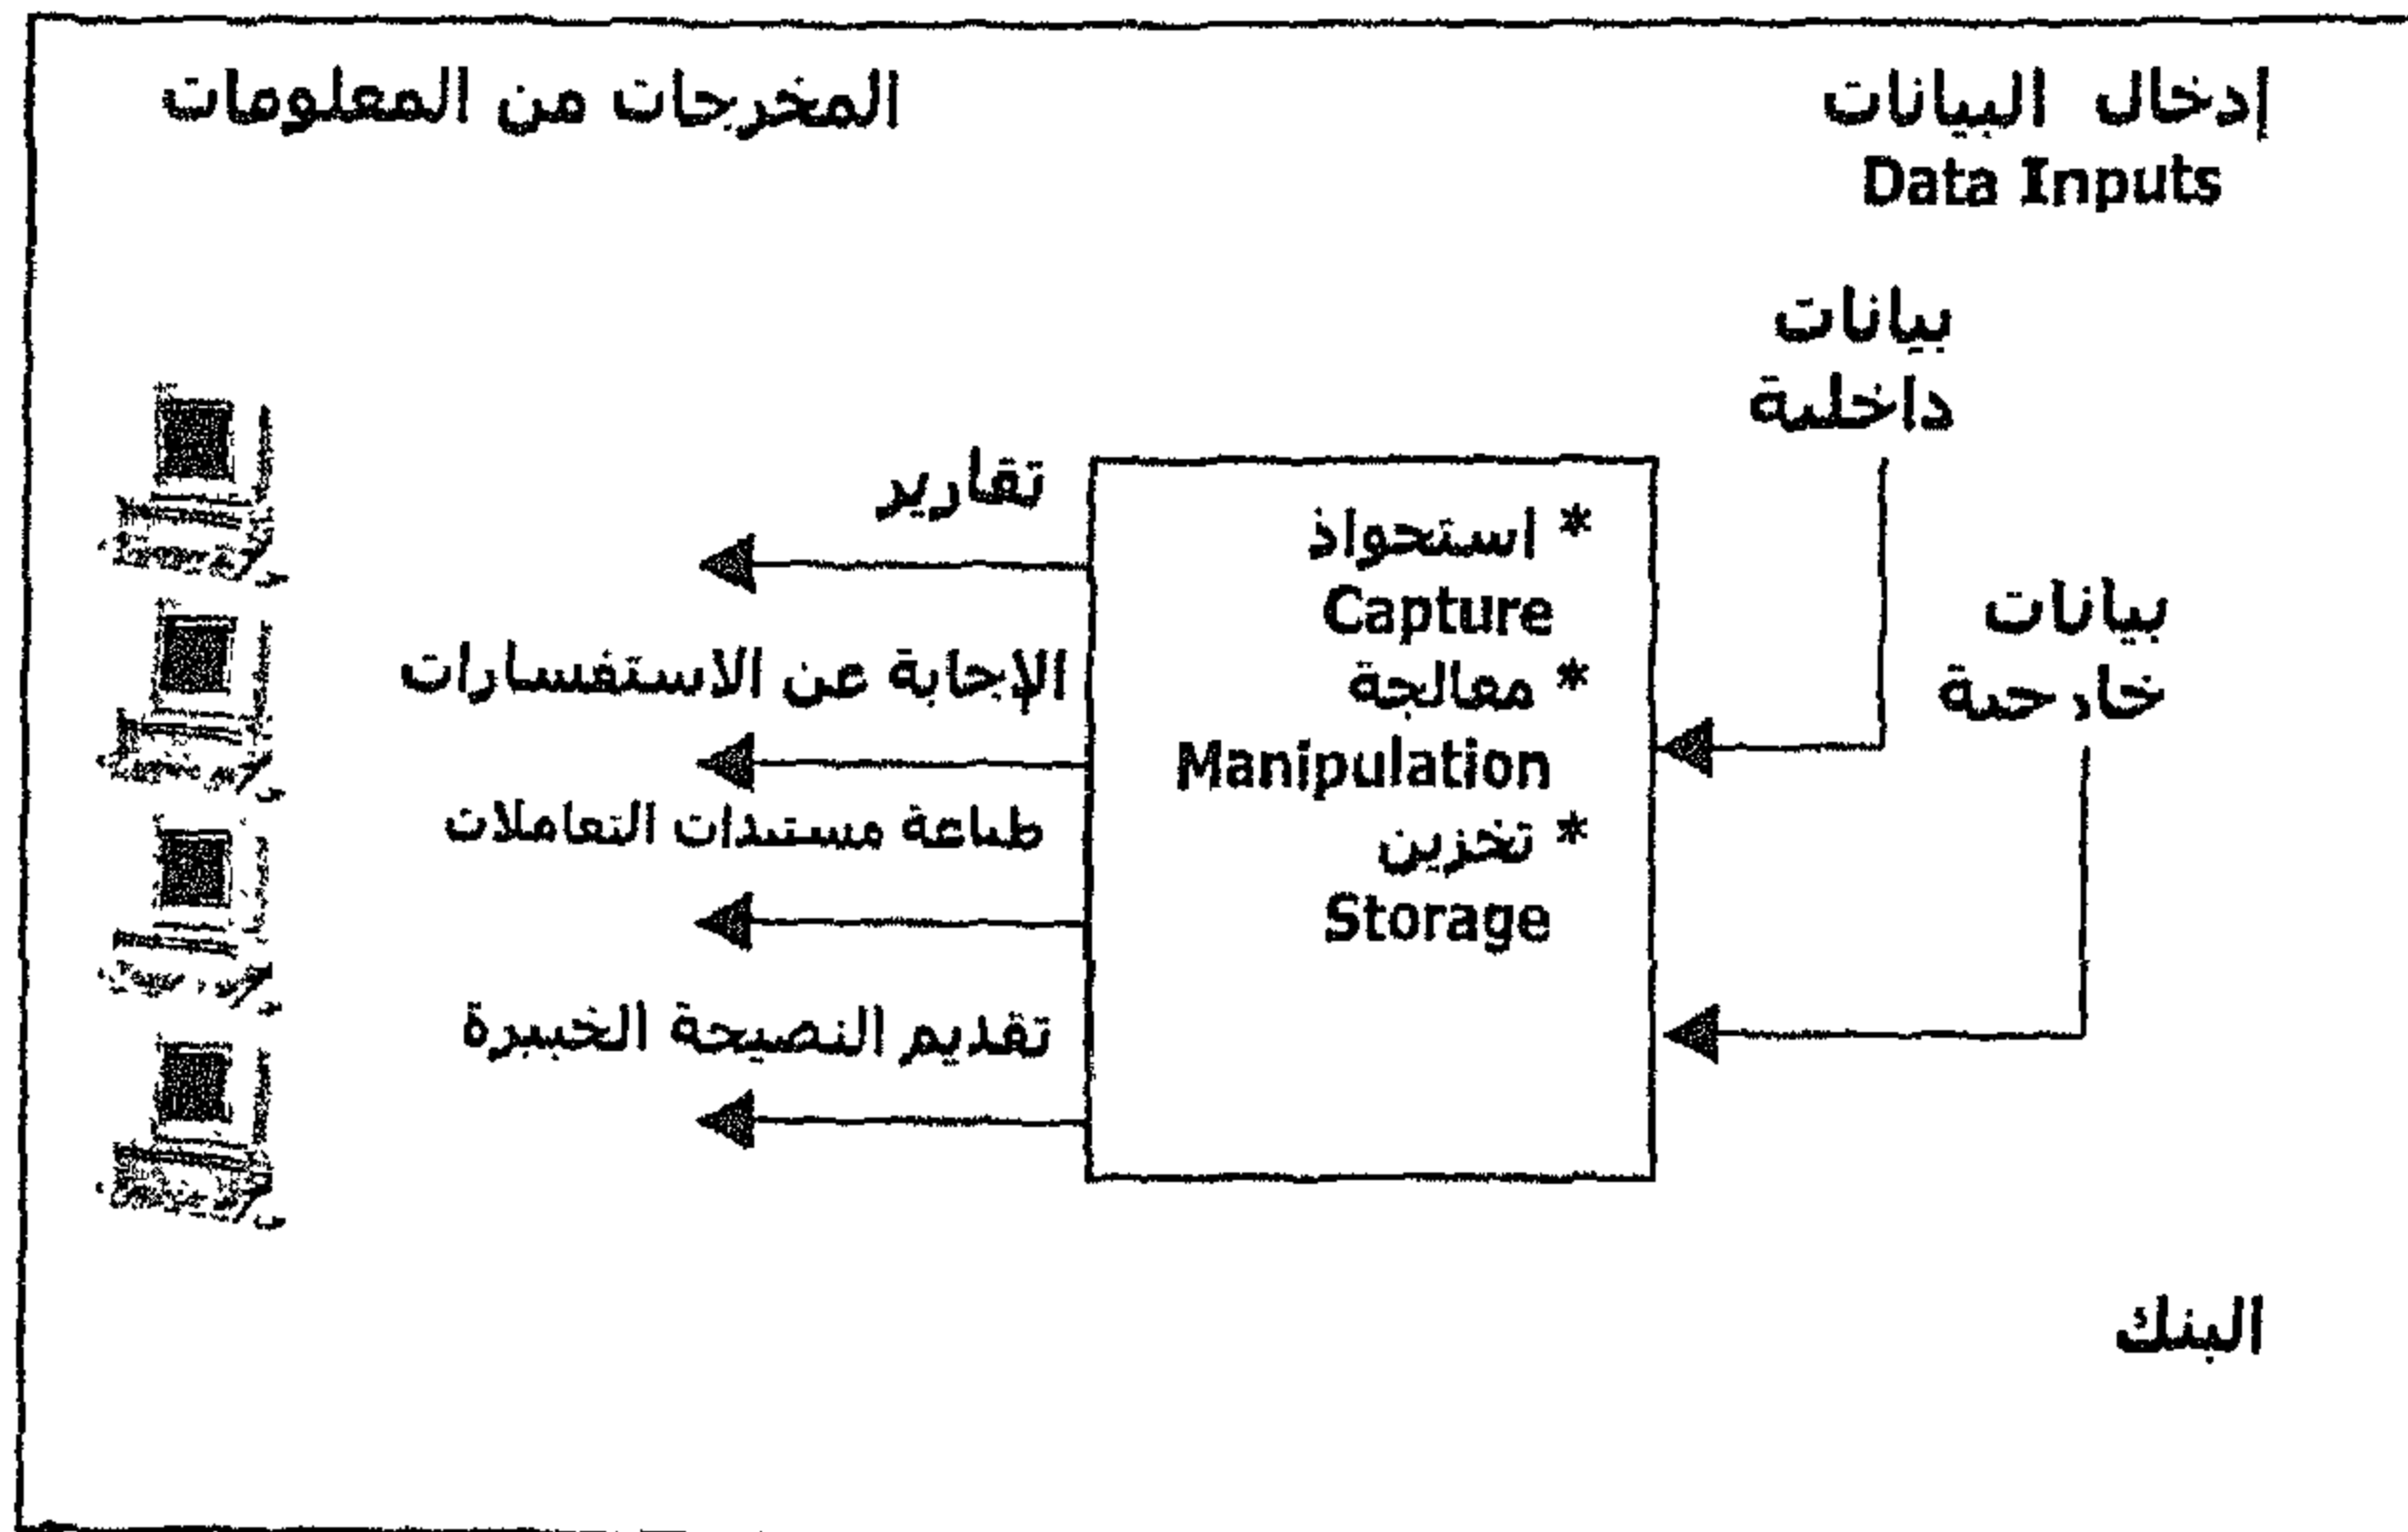 إدخال البيانات
Data Inputs
المخرجات من المعلومات
بيانات
داخلية
بيانات
خارجية
* استحواذ
Capture
* معالجة
Manipulation
* تخزين
Storage
تقارير
الإجابة عن الاستفسارات
طباعة مستندات التعاملات
تقديم النصيحة الخبيرة
البنك